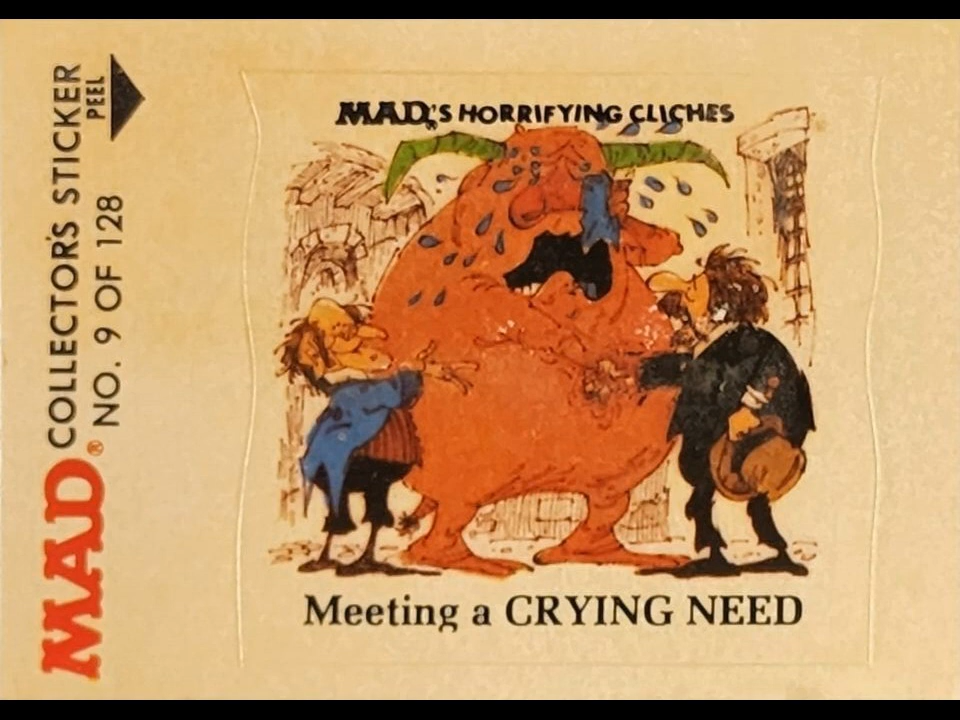 MAD® COLLECTOR'S STICKER
NO. 9 OF 128
PEEL
MAD'S HORRIFYING CLICHES
Meeting a CRYING NEED